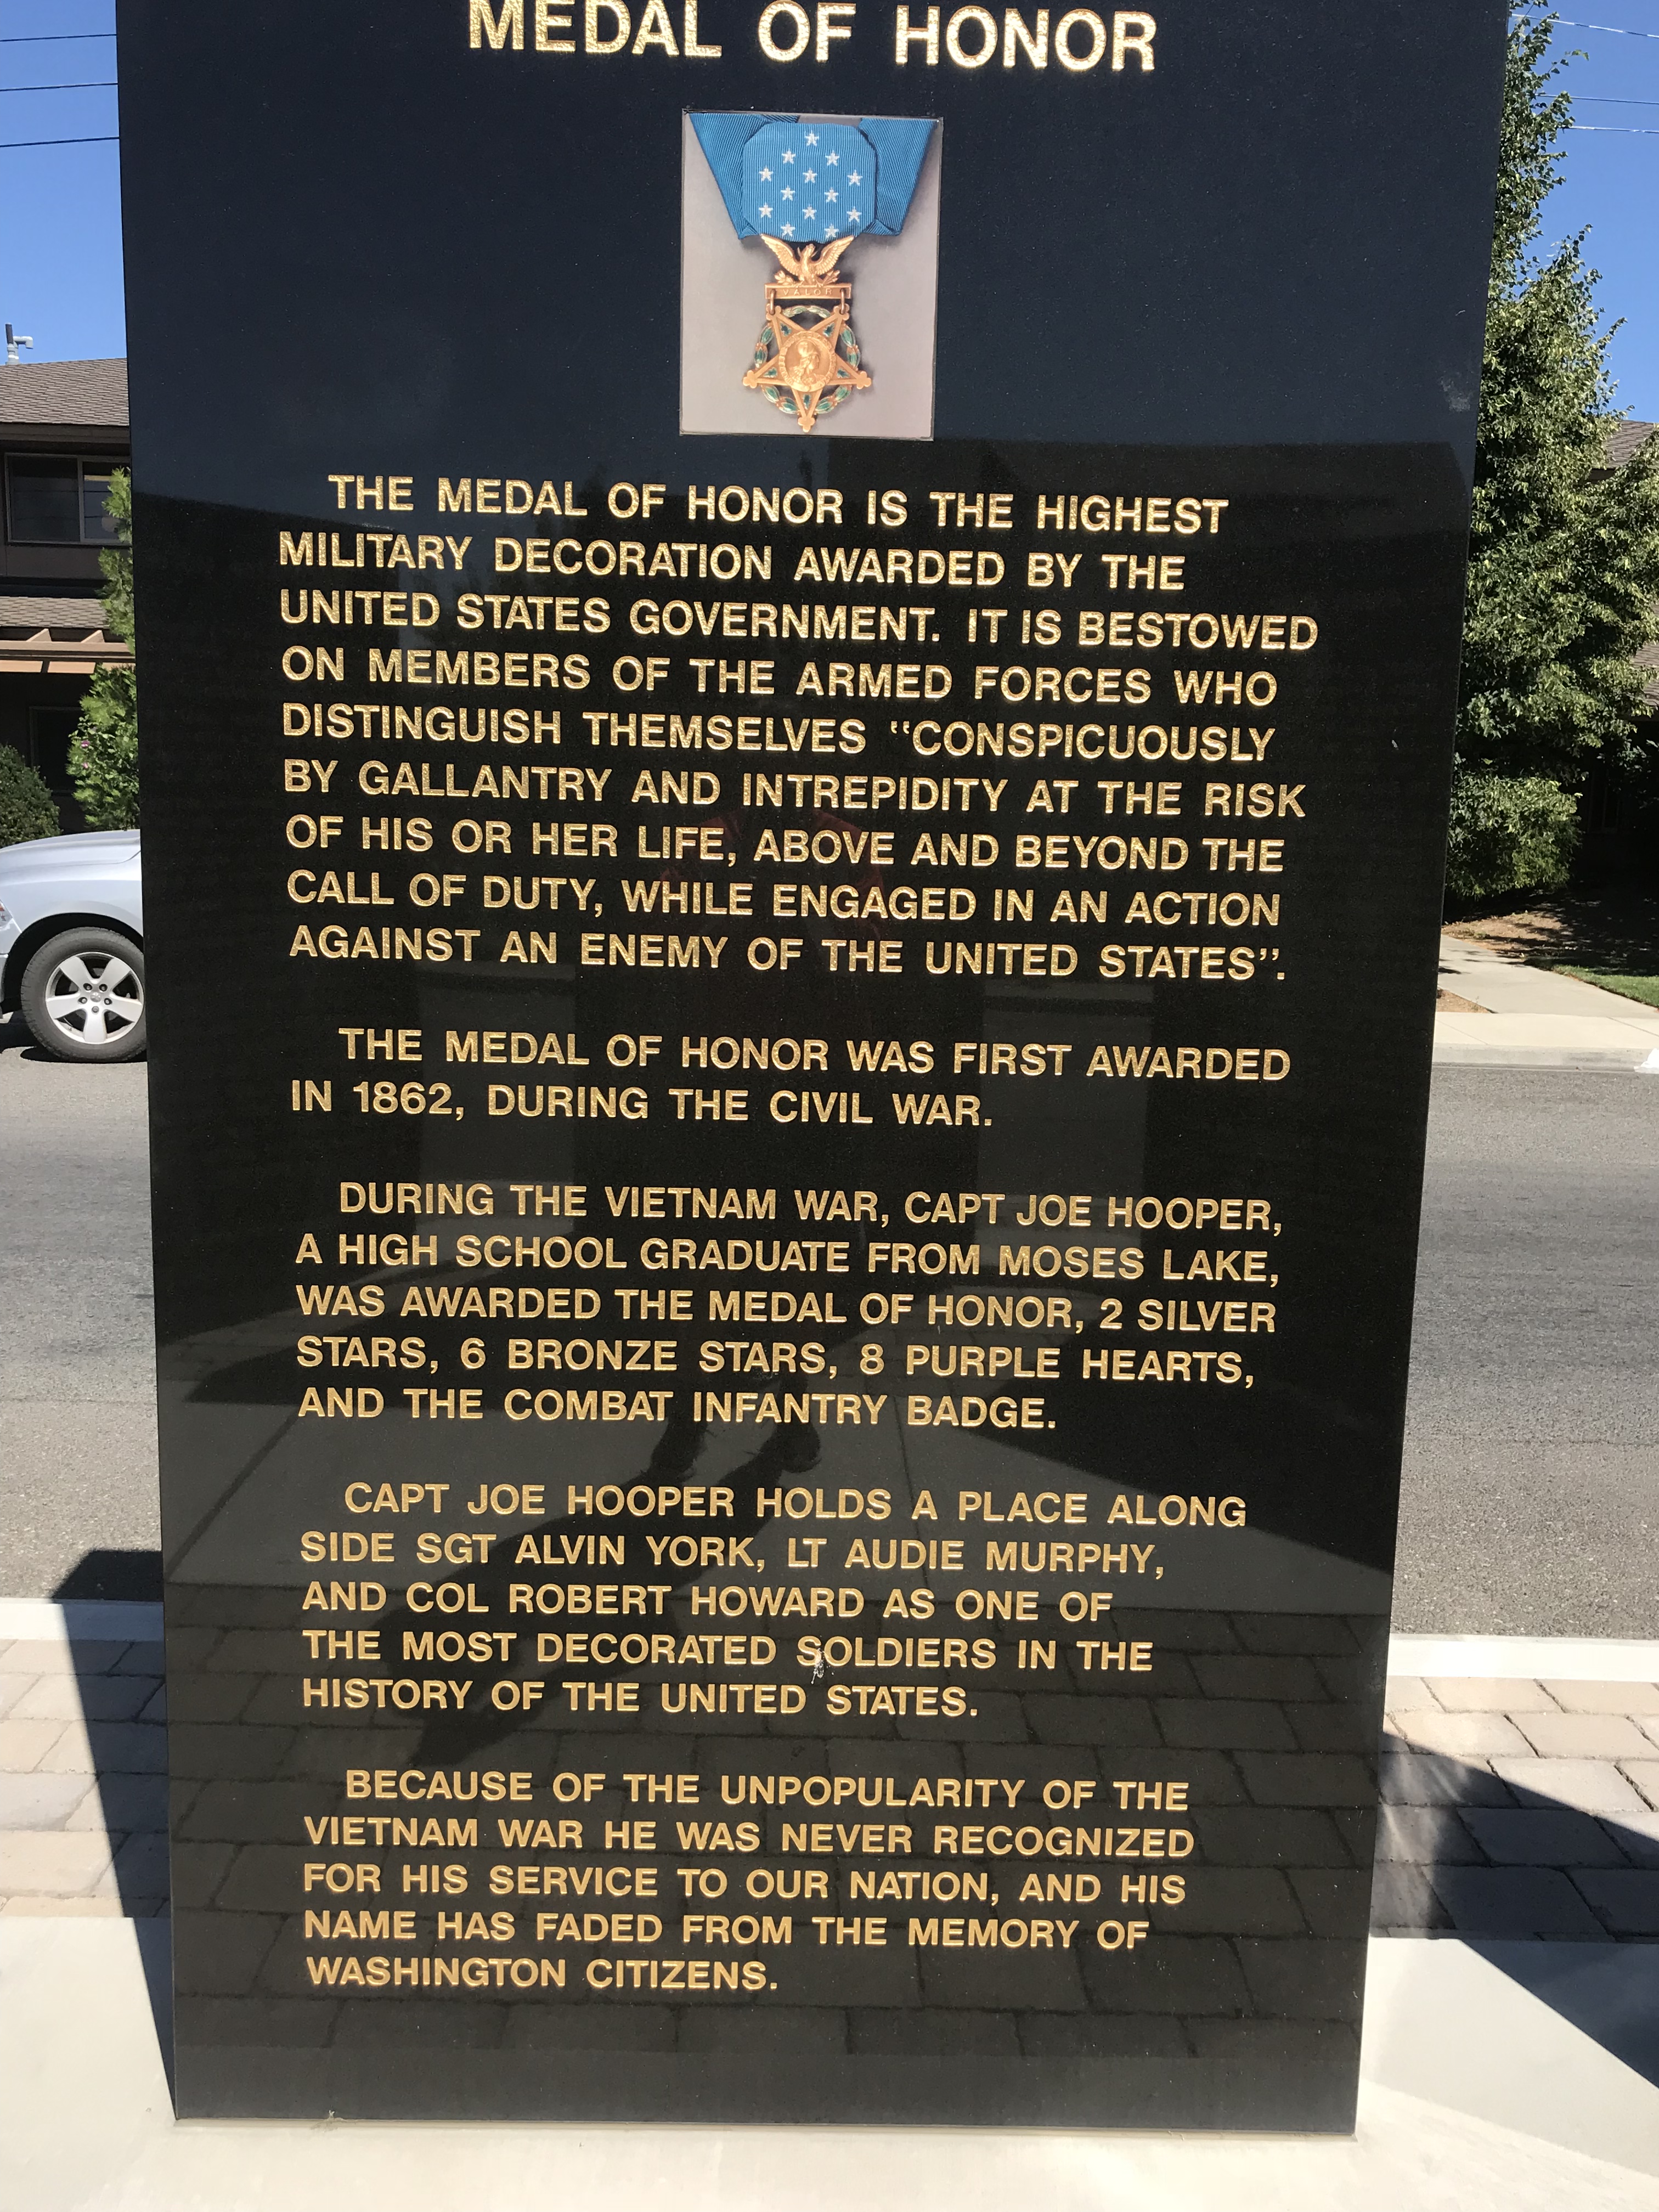 MEDAL OF HONOR
VALOR
THE MEDAL OF HONOR IS THE HIGHEST
MILITARY DECORATION AWARDED BY THE
UNITED STATES GOVERNMENT. IT IS BESTOWED
ON MEMBERS OF THE ARMED FORCES WHO
DISTINGUISH THEMSELVES “CONSPICUOUSLY
BY GALLANTRY AND INTREPIDITY AT THE RISK
OF HIS OR HER LIFE, ABOVE AND BEYOND THE
CALL OF DUTY, WHILE ENGAGED IN AN ACTION
AGAINST AN ENEMY OF THE UNITED STATES”.
THE MEDAL OF HONOR WAS FIRST AWARDED
IN 1862, DURING THE CIVIL WAR.
DURING THE VIETNAM WAR, CAPT JOE HOOPER,
A HIGH SCHOOL GRADUATE FROM MOSES LAKE,
WAS AWARDED THE MEDAL OF HONOR, 2 SILVER
STARS, 6 BRONZE STARS, 8 PURPLE HEARTS,
AND THE COMBAT INFANTRY BADGE.
CAPT JOE HOOPER HOLDS A PLACE ALONG
SIDE SGT ALVIN YORK, LT AUDIE MURPHY,
AND COL ROBERT HOWARD AS ONE OF
THE MOST DECORATED SOLDIERS IN THE
HISTORY OF THE UNITED STATES.
BECAUSE OF THE UNPOPULARITY OF THE
VIETNAM WAR HE WAS NEVER RECOGNIZED
FOR HIS SERVICE TO OUR NATION, AND HIS
NAME HAS FADED FROM THE MEMORY OF
WASHINGTON CITIZENS.